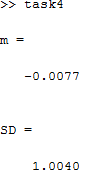 >> task4
m =
-0.0077
SD =
1.0040